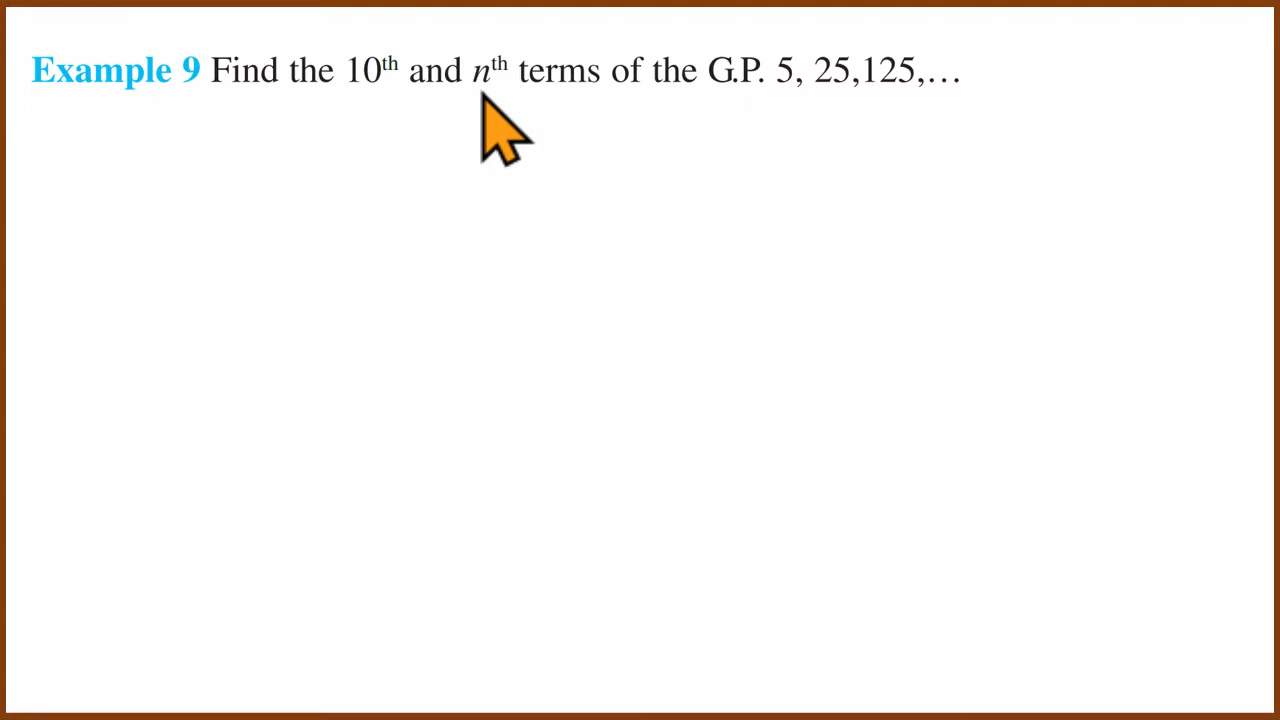 Example 9 Find the 10th and nth terms of the G.P. 5, 25,125,…